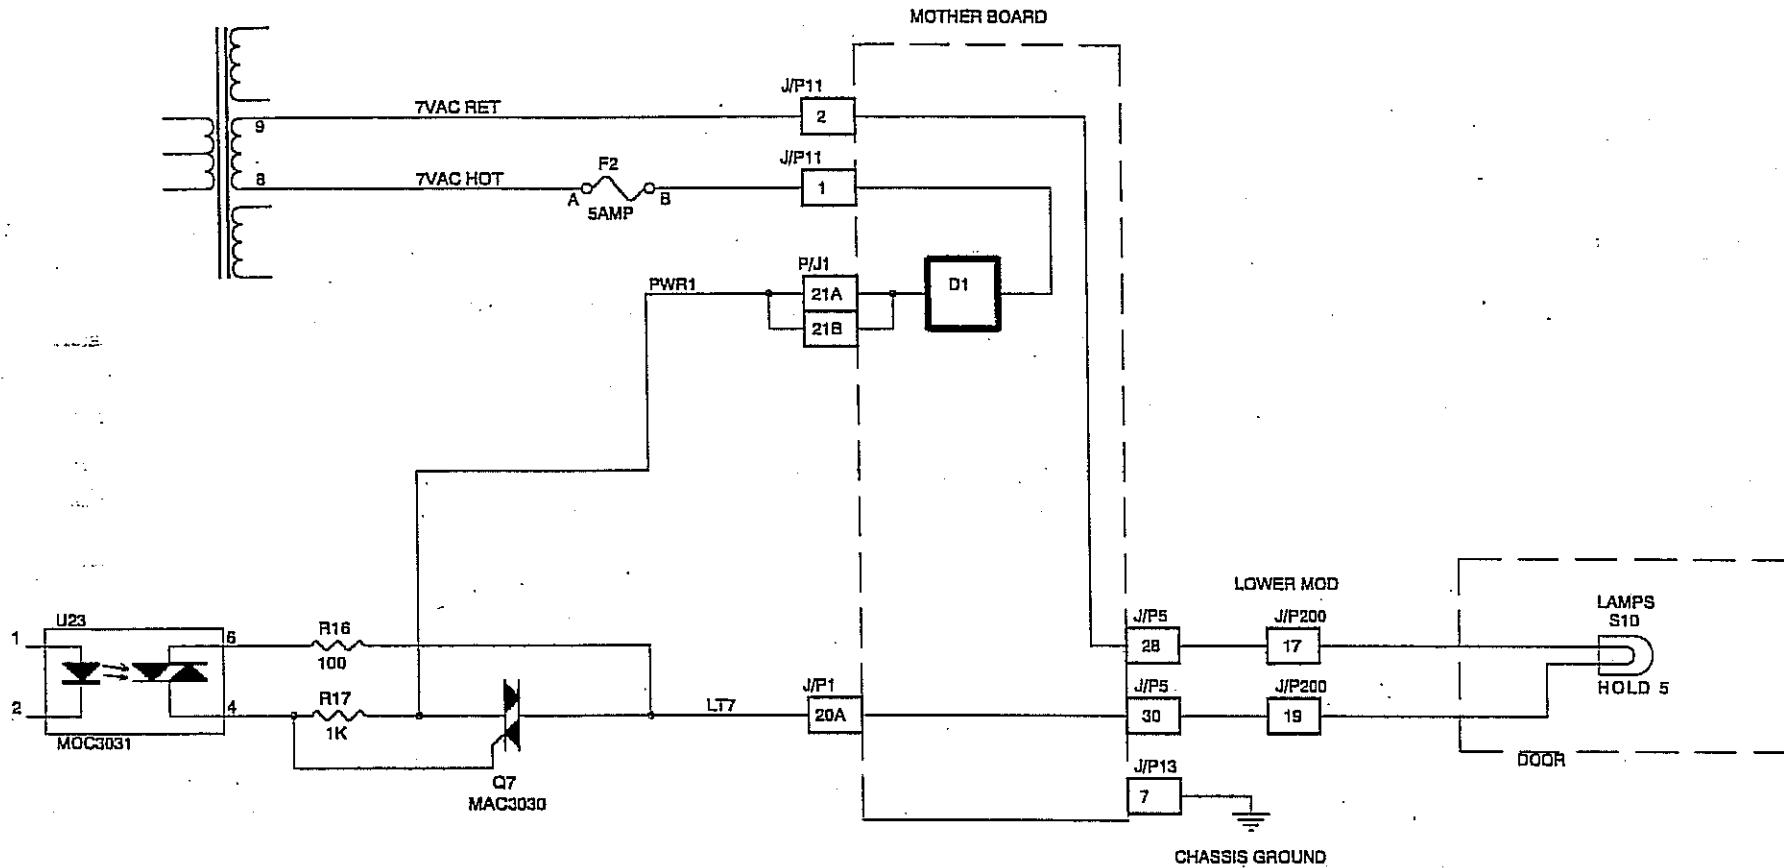 MOTHER BOARD
J/P11
7VAC RET
9
2
J/P11
F2
8
7VAC HOT
A
B
1
5AMP
P/J1
PWR1
21A
D1
21B
LOWER MOD
LAMPS
S10
U23
J/P5
J/P200
1
6
R16
28
17
100
HOLD 5
R17
J/P1
J/P5
J/P200
2
4
LT7
20A
30
19
1K
MOC3031
DOOR
Q7
MAC3030
J/P13
7
CHASSIS GROUND